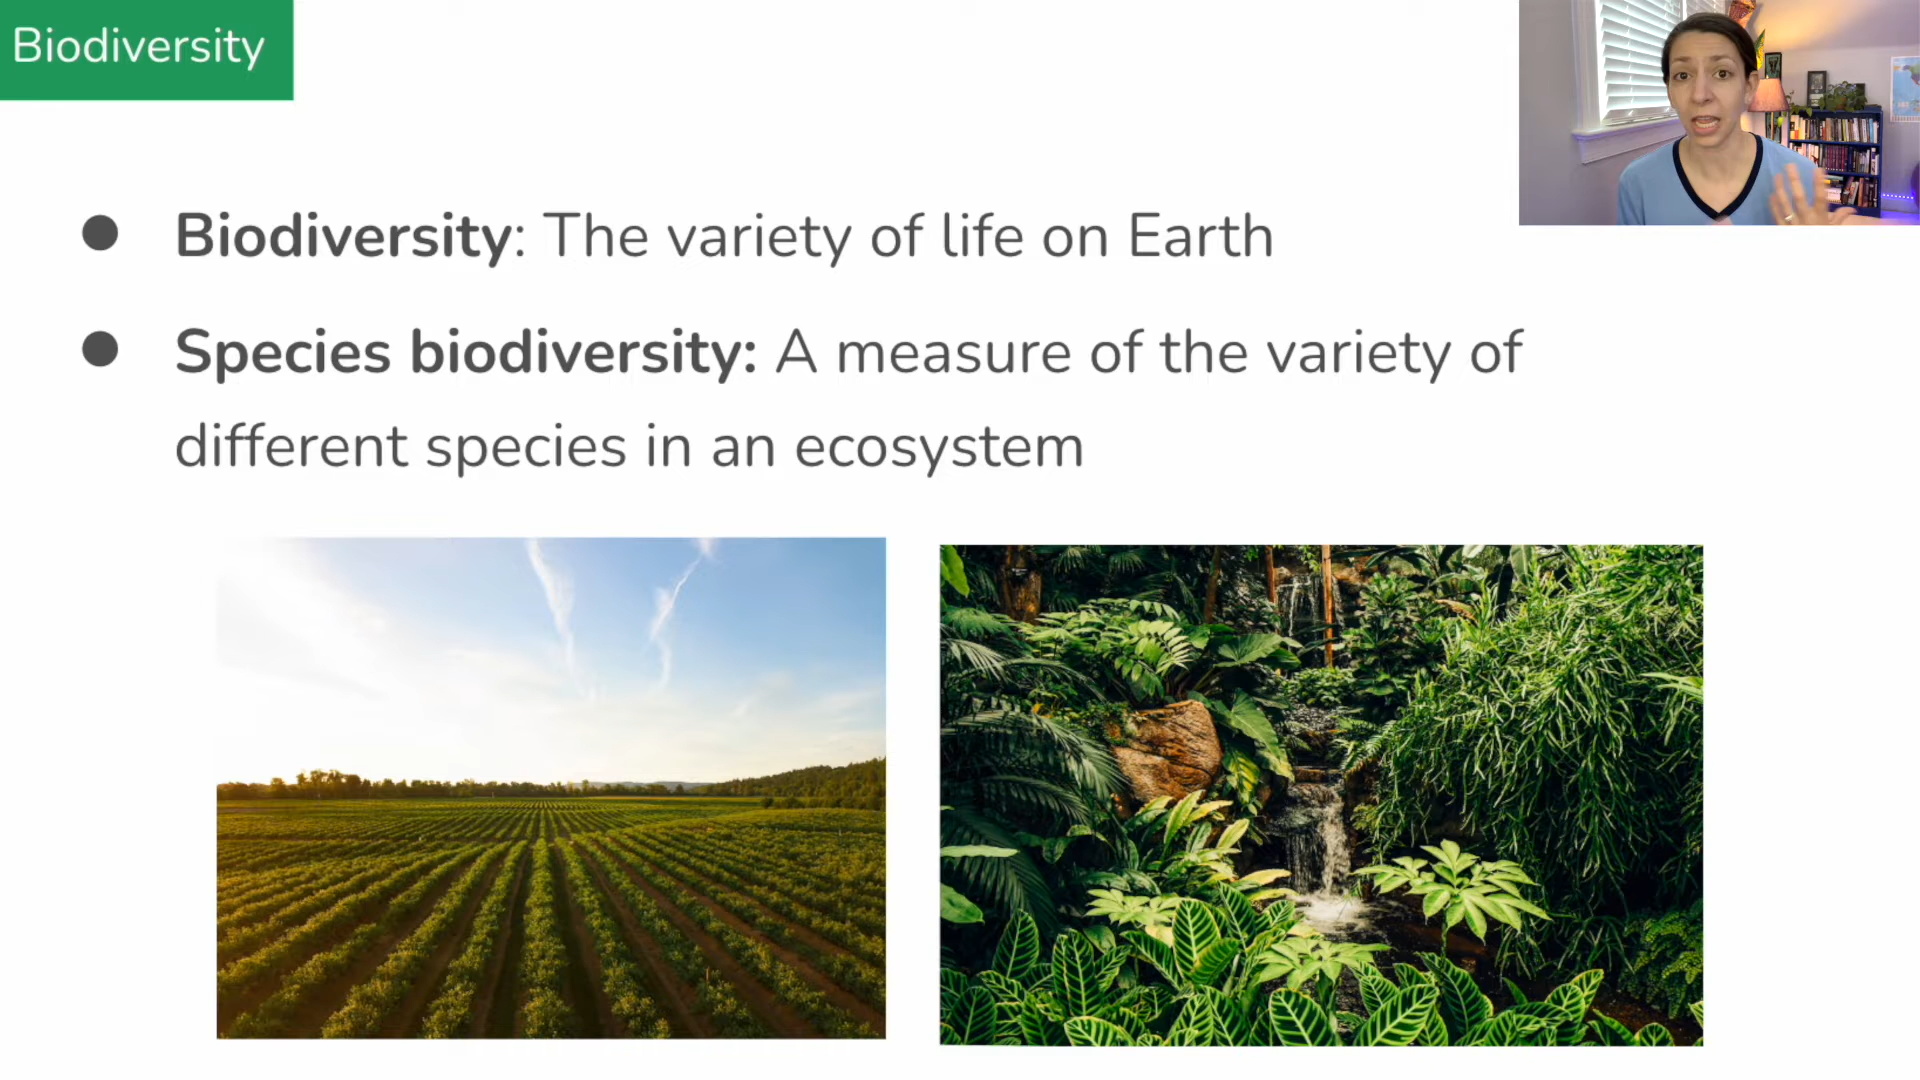 Biodiversity
● Biodiversity: The variety of life on Earth
● Species biodiversity: A measure of the variety of
different species in an ecosystem